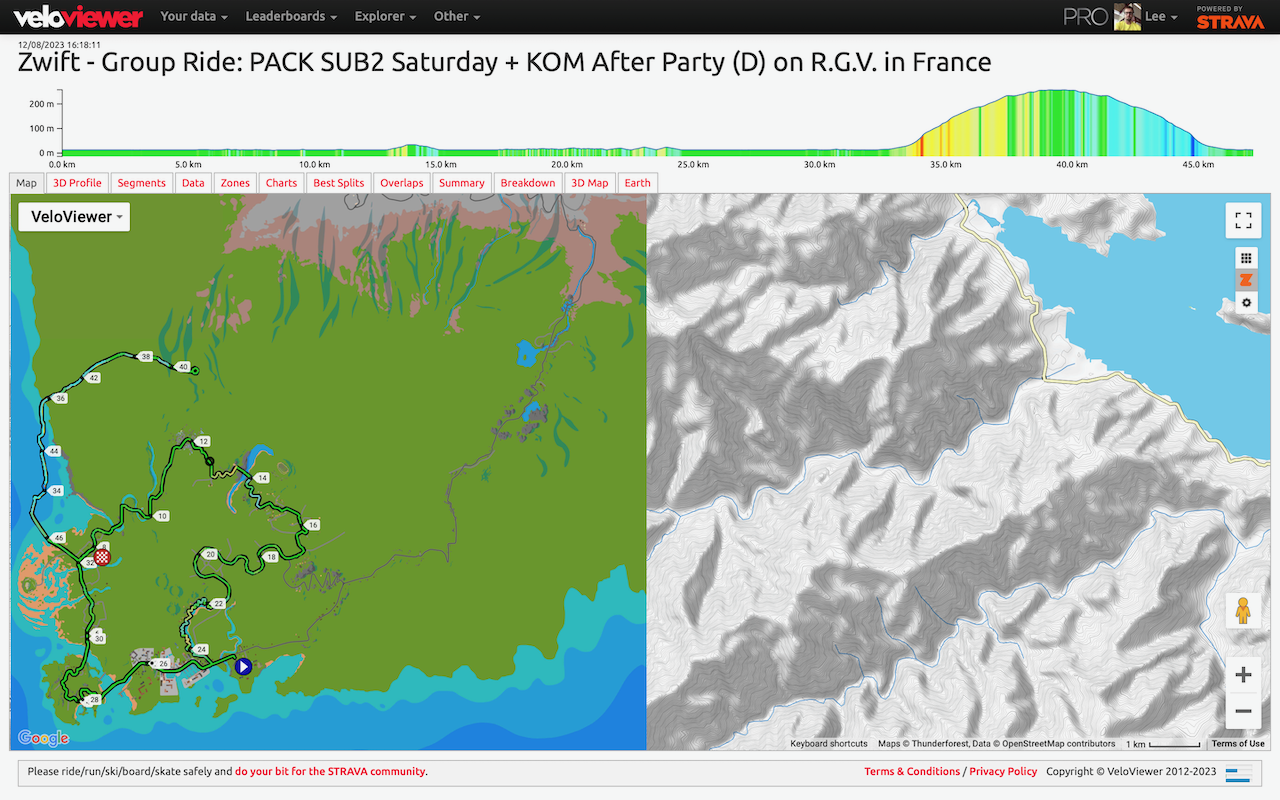 veloviewer Your data Leaderboards Explorer Other PRO Lee POWERED BY STRAVA
12/08/2023 16:18:11
Zwift - Group Ride: PACK SUB2 Saturday + KOM After Party (D) on R.G.V. in France
200 m
100 m
0 m
0.0 km 5.0 km 10.0 km 15.0 km 20.0 km 25.0 km 30.0 km 35.0 km 40.0 km 45.0 km
Map 3D Profile Segments Data Zones Charts Best Splits Overlaps Summary Breakdown 3D Map Earth
VeloViewer
Z
38
40
42
36
12
44
14
34
10
16
46
8
20
18
32
22
30
24
26
28
Google
Keyboard shortcuts Maps © Thunderforest, Data © OpenStreetMap contributors 1 km Terms of Use
Please ride/run/ski/board/skate safely and do your bit for the STRAVA community. Terms & Conditions / Privacy Policy Copyright © VeloViewer 2012-2023